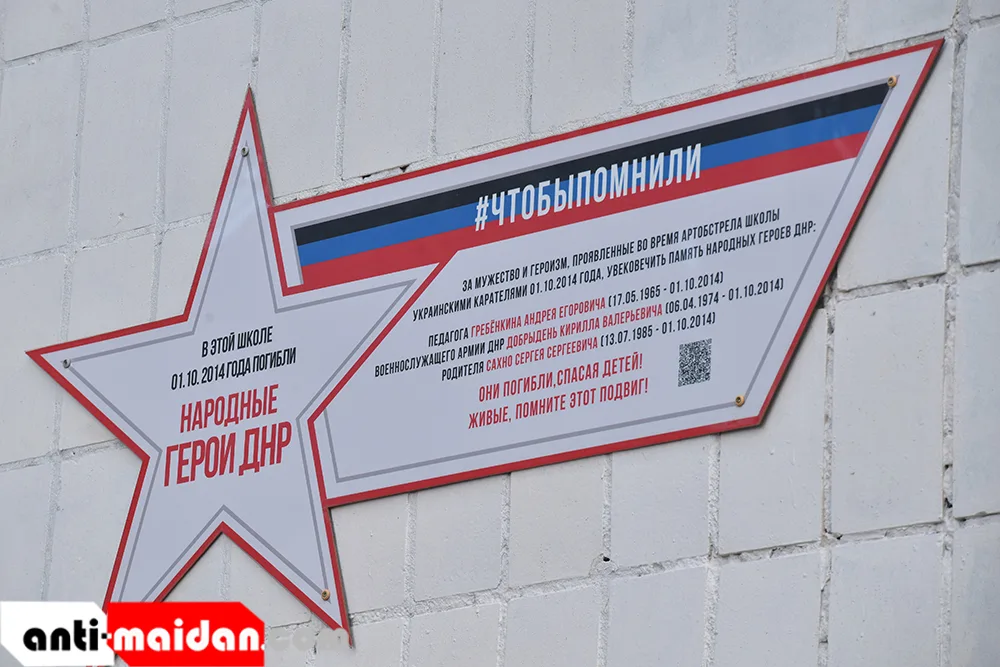 В ЭТОЙ ШКОЛЕ
01.10. 2014 ГОДА ПОГИБЛИ
НАРОДНЫЕ
ГЕРОИ ДНР
#ЧТОБЫПОМНИЛИ
ЗА МУЖЕСТВО И ГЕРОИЗМ, ПРОЯВЛЕННЫЕ ВО ВРЕМЯ АРТОБСТРЕЛА ШКОЛЫ
УКРАИНСКИМИ КАРАТЕЛЯМИ 01.10.2014 ГОДА, УВЕКОВЕЧИТЬ ПАМЯТЬ НАРОДНЫХ ГЕРОЕВ ДНР:
ПЕДАГОГА ГРЕБЁНКИНА АНДРЕЯ ЕГОРОВИЧА (17.05.1965 - 01.10.2014)
ВОЕННОСЛУЖАЩЕГО АРМИИ ДНР ДОБРЫДЕНЬ КИРИЛЛА ВАЛЕРЬЕВИЧА (06.04.1974 - 01.10.2014)
РОДИТЕЛЯ САХНО СЕРГЕЯ СЕРГЕЕВИЧА (13.07.1985 - 01.10.2014)
ОНИ ПОГИБЛИ,СПАСАЯ ДЕТЕЙ!
ЖИВЫЕ, ПОМНИТЕ ЭТОТ ПОДВИГ!
anti-maidan.com